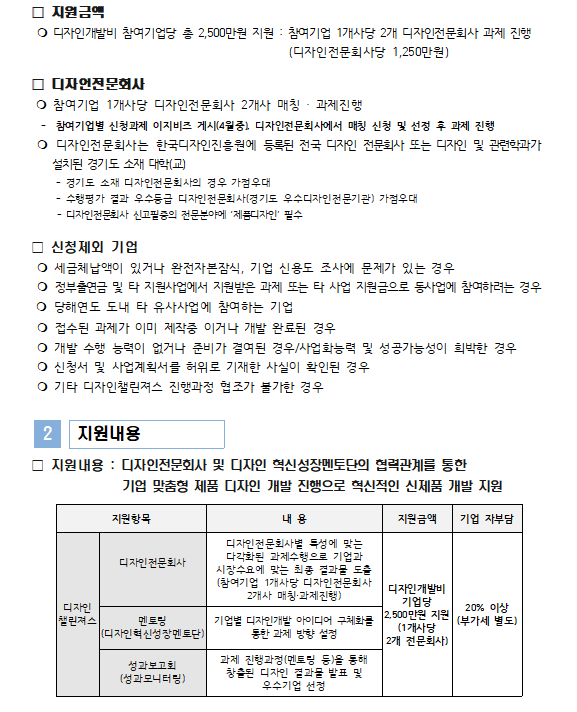 □ 지원금액
❍ 디자인개발비 참여기업당 총 2,500만원 지원 : 참여기업 1개사당 2개 디자인전문회사 과제 진행
(디자인전문회사당 1,250만원)
□ 디자인전문회사
❍ 참여기업 1개사당 디자인전문회사 2개사 매칭 · 과제진행
- 참여기업별 신청과제 이지비즈 게시(4월중), 디자인전문회사에서 매칭 신청 및 선정 후 과제 진행
❍ 디자인전문회사는 한국디자인진흥원에 등록된 전국 디자인 전문회사 또는 디자인 및 관련학과가
설치된 경기도 소재 대학(교)
- 경기도 소재 디자인전문회사의 경우 가점우대
- 수행평가 결과 우수등급 디자인전문회사(경기도 우수디자인전문기관) 가점우대
- 디자인전문회사 신고필증의 전문분야에 '제품디자인' 필수
□ 신청제외 기업
❍ 세금체납액이 있거나 완전자본잠식, 기업 신용도 조사에 문제가 있는 경우
❍ 정부출연금 및 타 지원사업에서 지원받은 과제 또는 타 사업 지원금으로 동사업에 참여하려는 경우
❍ 당해연도 도내 타 유사사업에 참여하는 기업
❍ 접수된 과제가 이미 제작중 이거나 개발 완료된 경우
❍ 개발 수행 능력이 없거나 준비가 결여된 경우/사업화능력 및 성공가능성이 희박한 경우
❍ 신청서 및 사업계획서를 허위로 기재한 사실이 확인된 경우
❍ 기타 디자인챌린져스 진행과정 협조가 불가한 경우
2 지원내용
□ 지원내용 : 디자인전문회사 및 디자인 혁신성장멘토단의 협력관계를 통한
기업 맞춤형 제품 디자인 개발 진행으로 혁신적인 신제품 개발 지원
지원항목 내 용 지원금액 기업 자부담
디자인
챌린져스
디자인전문회사
디자인전문회사별 특성에 맞는
다각화된 과제수행으로 기업과
시장수요에 맞는 최종 결과물 도출
(참여기업 1개사당 디자인전문회사
2개사 매칭·과제진행)
멘토링
(디자인혁신성장멘토단)
기업별 디자인개발 아이디어 구체화를
통한 과제 방향 설정
성과보고회
(성과모니터링)
과제 진행과정(멘토링 등)을 통해
창출된 디자인 결과물 발표 및
우수기업 선정
디자인개발비
기업당
2,500만원 지원
(1개사당
2개 전문회사)
20% 이상
(부가세 별도)